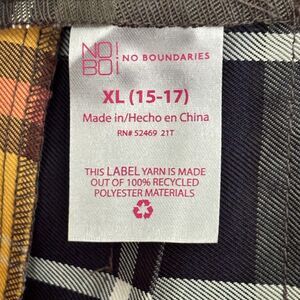 NO!
BO! NO BOUNDARIES
XL (15-17)
Made in/Hecho en China
RN# 52469 21T
THIS LABEL YARN IS MADE
OUT OF 100% RECYCLED
POLYESTER MATERIALS